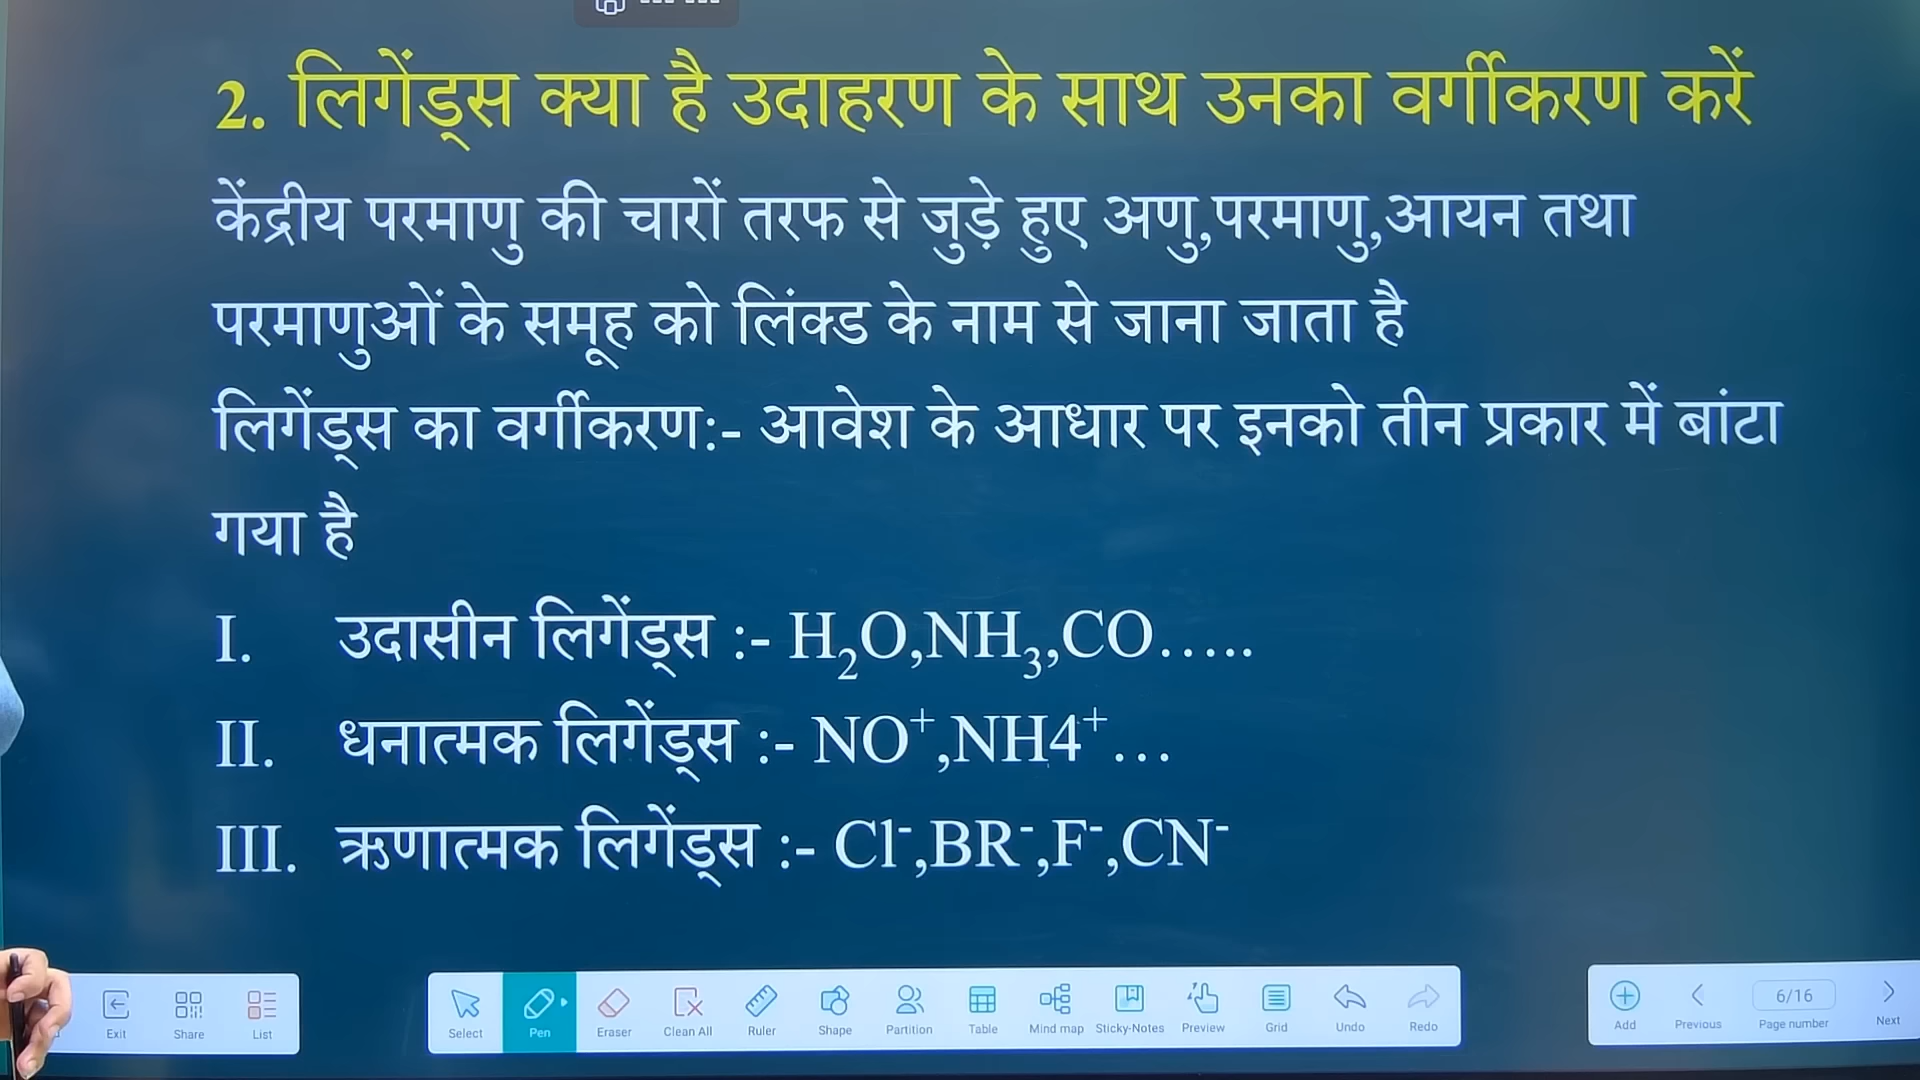 2. लिगेंड्स क्या है उदाहरण के साथ उनका वर्गीकरण करें
केंद्रीय परमाणु की चारों तरफ से जुड़े हुए अणु,परमाणु,आयन तथा
परमाणुओं के समूह को लिंक्ड के नाम से जाना जाता है
लिगेंड्स का वर्गीकरण:- आवेश के आधार पर इनको तीन प्रकार में बांटा
गया है
I. उदासीन लिगेंड्स :- H₂O,NH₃,CO.....
II. धनात्मक लिगेंड्स :- NO⁺,NH4⁺...
III. ऋणात्मक लिगेंड्स :- Cl⁻,BR⁻,F⁻,CN⁻
Exit Share List Select Pen Eraser Clean All Ruler Shape Partition Table Mind map Sticky-Notes Preview Grid Undo Redo Add Previous 6/16 Page number Next